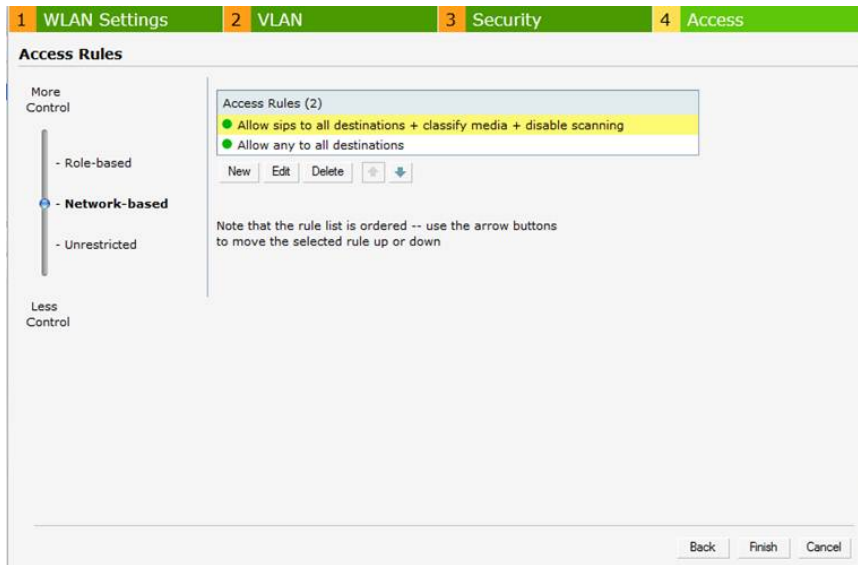 1 WLAN Settings 2 VLAN 3 Security 4 Access
Access Rules
More
Control
- Role-based
- Network-based
- Unrestricted
Less
Control
Access Rules (2)
Allow sips to all destinations + classify media + disable scanning
Allow any to all destinations
New Edit Delete
Note that the rule list is ordered -- use the arrow buttons
to move the selected rule up or down
Back Finish Cancel